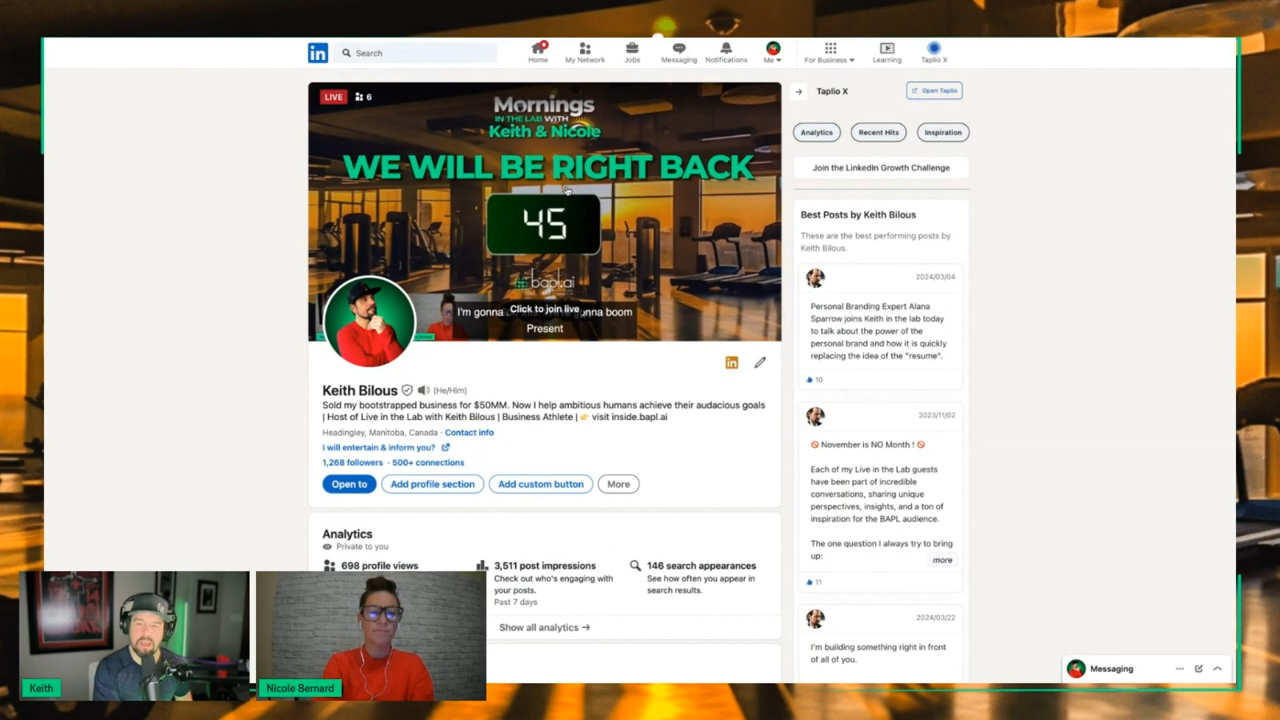 in
Search
Home
My Network
Jobs
Messaging
Notifications
Me
For Business
Learning
Taplio X
LIVE
6
Mornings
IN THE LAB WITH
Keith & Nicole
WE WILL BE RIGHT BACK
45
bapl.ai
I'm gonna
Click to join live
gonna boom
Present
Keith Bilous
(He/Him)
Sold my bootstrapped business for $50MM. Now I help ambitious humans achieve their audacious goals
| Host of Live in the Lab with Keith Bilous | Business Athlete | 👉 visit inside.bapl.ai
Headingley, Manitoba, Canada · Contact info
I will entertain & inform you?
1,268 followers · 500+ connections
Open to
Add profile section
Add custom button
More
Analytics
Private to you
698 profile views
3,511 post impressions
Check out who's engaging with
your posts.
Past 7 days
146 search appearances
See how often you appear in
search results.
Show all analytics →
Taplio X
Open Taplio
Analytics
Recent Hits
Inspiration
Join the LinkedIn Growth Challenge
Best Posts by Keith Bilous
These are the best performing posts by
Keith Bilous.
2024/03/04
Personal Branding Expert Alana
Sparrow joins Keith in the lab today
to talk about the power of the
personal brand and how it is quickly
replacing the idea of the "resume".
10
2023/11/02
🚫 November is NO Month ! 🚫
Each of my Live in the Lab guests
have been part of incredible
conversations, sharing unique
perspectives, insights, and a ton of
inspiration for the BAPL audience.
The one question I always try to bring
up:
more
11
2024/03/22
I'm building something right in front
of all of you.
Messaging
Keith
Nicole Bernard